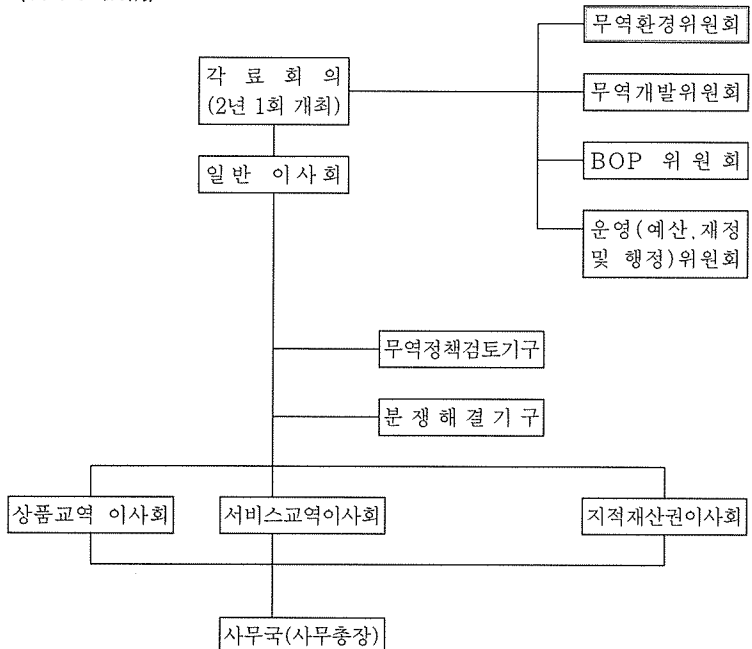 무역환경위원회
각 료 회 의
(2년 1회 개최)
무역개발위원회
일반 이사회
BOP 위원회
운영(예산,재정
및 행정)위원회
무역정책검토기구
분쟁해결기구
상품교역 이사회
서비스교역이사회
지적재산권이사회
사무국(사무총장)